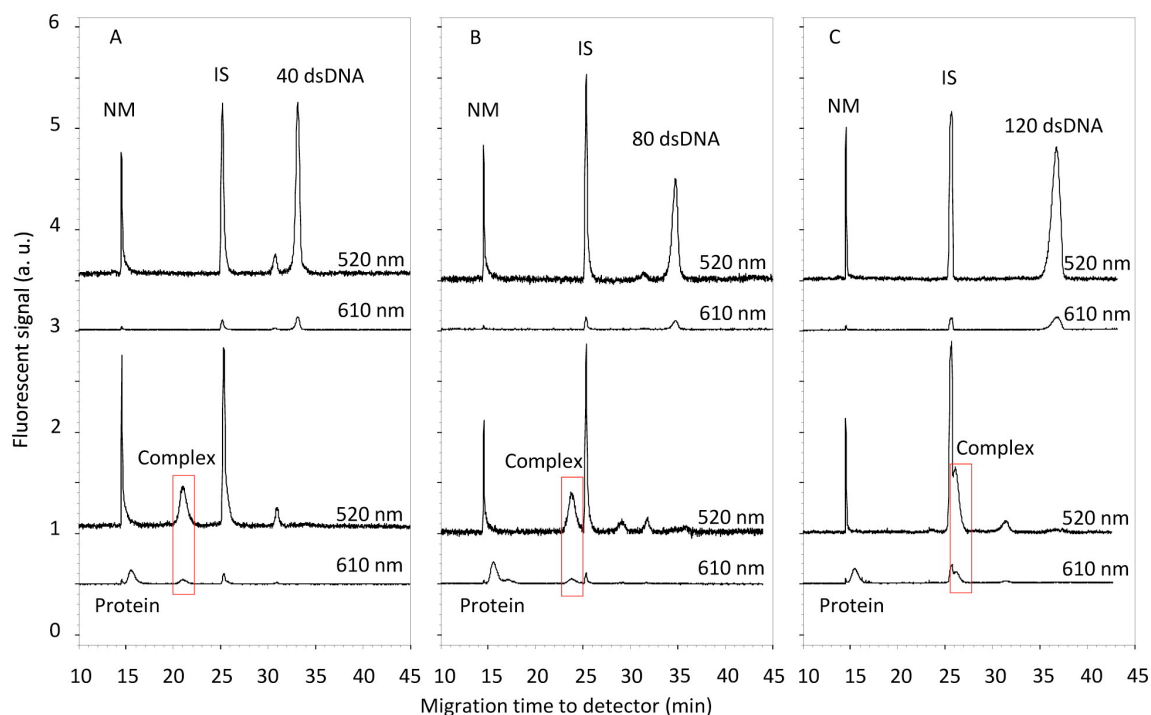 Fluorescent signal (a. u.)
6
5
4
3
2
1
0
A
NM
IS
40 dsDNA
520 nm
610 nm
Complex
520 nm
610 nm
Protein
10 15 20 25 30 35 40 45
B
NM
IS
80 dsDNA
520 nm
610 nm
Complex
520 nm
610 nm
Protein
10 15 20 25 30 35 40 45
C
NM
IS
120 dsDNA
520 nm
610 nm
Complex
520 nm
610 nm
Protein
10 15 20 25 30 35 40 45
Migration time to detector (min)